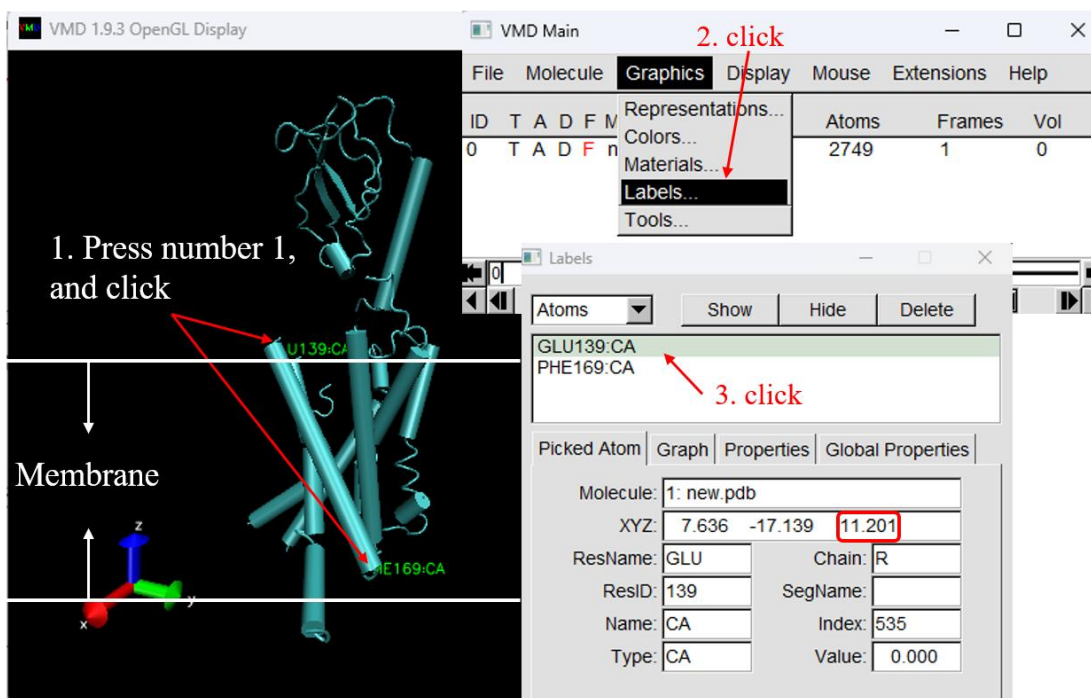 VMD 1.9.3 OpenGL Display
1. Press number 1,
and click
U139:CA
Membrane
HE169:CA
z
y
x
VMD Main
2. click
File Molecule Graphics Display Mouse Extensions Help
ID T A D F M Atoms Frames Vol
0 T A D F n 2749 1 0
Representations...
Colors...
Materials...
Labels...
Tools...
0
Labels
Atoms Show Hide Delete
GLU139:CA
PHE169:CA
3. click
Picked Atom Graph Properties Global Properties
Molecule: 1: new.pdb
XYZ: 7.636 -17.139 11.201
ResName: GLU Chain: R
ResID: 139 SegName:
Name: CA Index: 535
Type: CA Value: 0.000